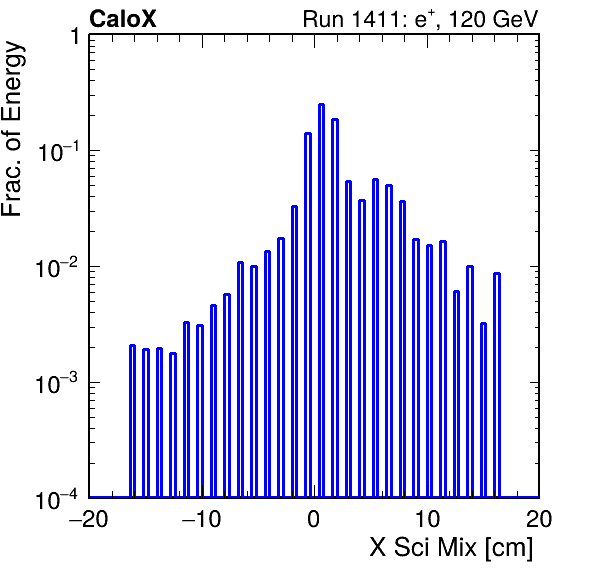 CaloX Run 1411: e⁺, 120 GeV
Frac. of Energy
1
10⁻¹
10⁻²
10⁻³
10⁻⁴
−20 −10 0 10 20
X Sci Mix [cm]